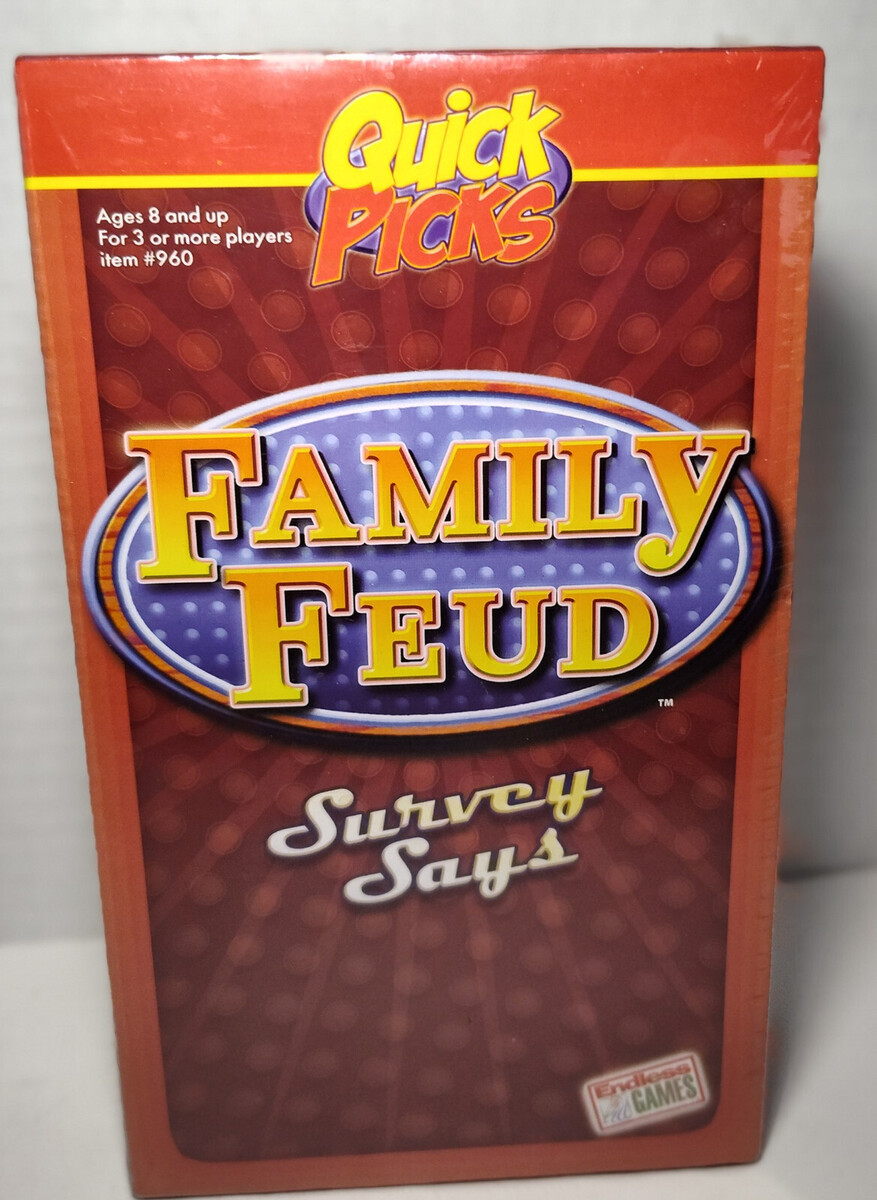 Quick
PICKS
Ages 8 and up
For 3 or more players
item #960
FAMILY
FEUD
TM
Survey
Says
Endless
GAMES